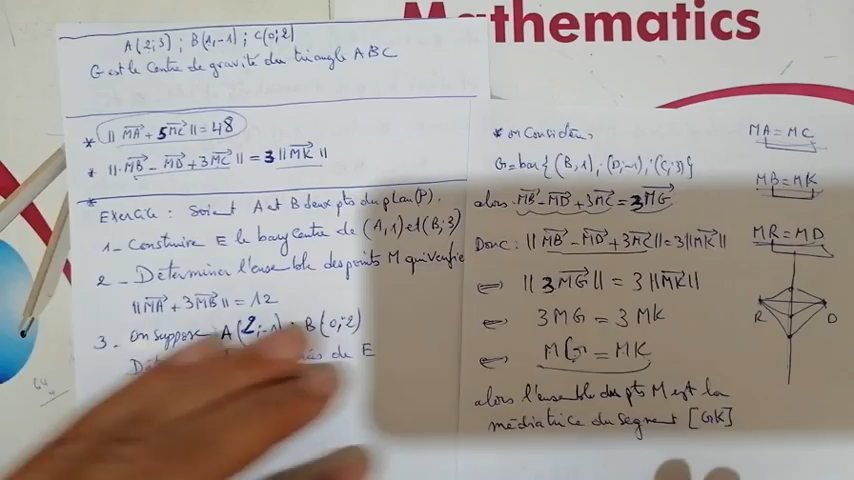 Mathematics
A(2;3) ; B(1,-1) ; C(0;2)
G est le Centre de gravité du triangle ABC
* ||MA + 5MC|| = 48
* ||MB - MD + 3MC|| = 3||MK||
*
Exercice : Soient A et B deux pts du plan (P).
1 - Construire E le barycentre de (A,1) et (B;3)
2 - Déterminer l'ensemble des points M qui verifie
||MA + 3MB|| = 12
3 - on suppose A(2;-1) ; B(0;-2)
de E
* on Considère,
G = bar{(B,1);(D;-1);(C;3)}
alors MB - MD + 3MC = 3MG
Donc : ||MB - MD + 3MC|| = 3||MK||
⟺ ||3MG|| = 3||MK||
⟺ 3MG = 3MK
⟺ MG = MK
alors l'ensemble des pts M est la
médiatrice du segment [GK]
MA = MC
MB = MK
MR = MD
R D